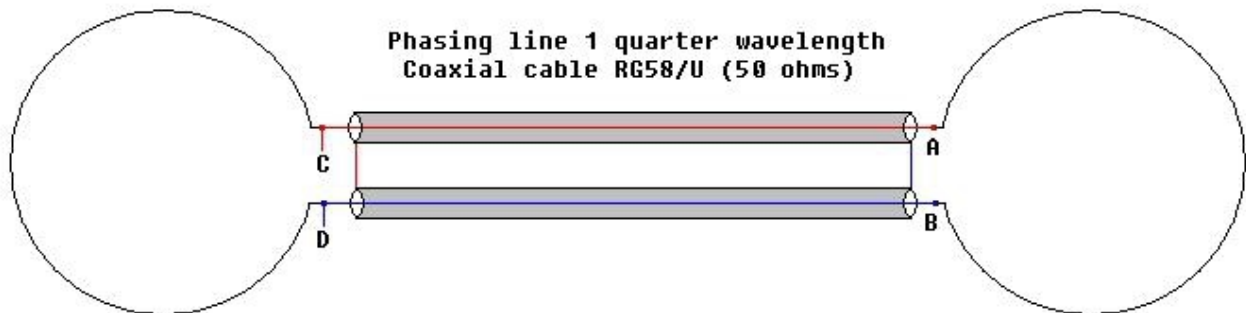 Phasing line 1 quarter wavelength
Coaxial cable RG58/U (50 ohms)
C
A
D
B